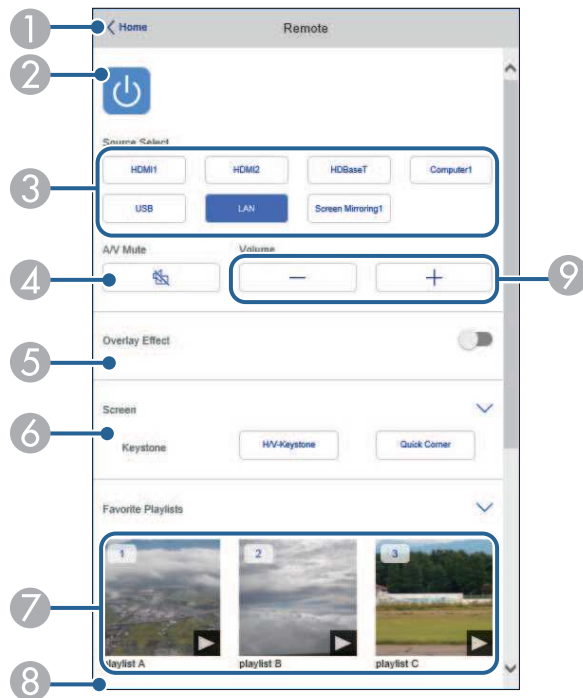 1
Home
Remote
2
Source Select
3
HDMI1 HDMI2 HDBaseT Computer1
USB LAN Screen Mirroring1
A/V Mute Volume
4
9
Overlay Effect
5
Screen
6
Keystone H/V-Keystone Quick Corner
Favorite Playlists
1 2 3
7
playlist A playlist B playlist C
8